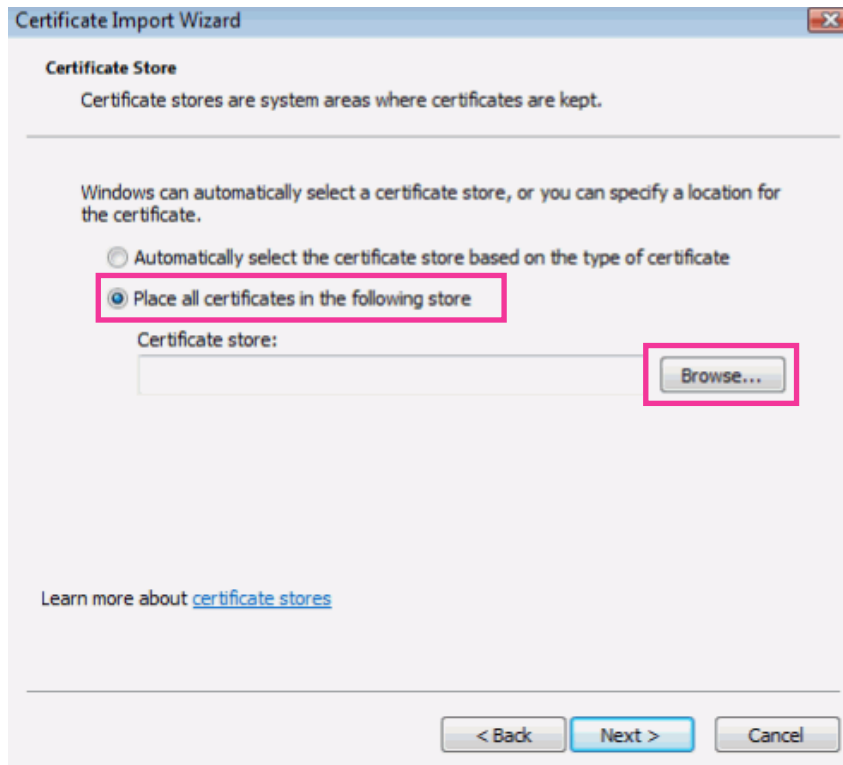 Certificate Import Wizard
Certificate Store
Certificate stores are system areas where certificates are kept.
Windows can automatically select a certificate store, or you can specify a location for
the certificate.
Automatically select the certificate store based on the type of certificate
Place all certificates in the following store
Certificate store:
Browse...
Learn more about certificate stores
< Back Next > Cancel